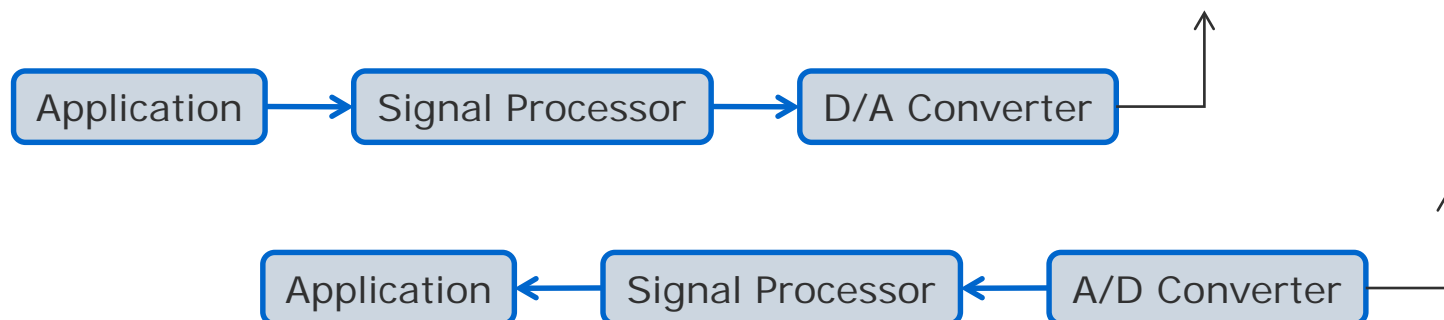 Application Signal Processor D/A Converter
Application Signal Processor A/D Converter